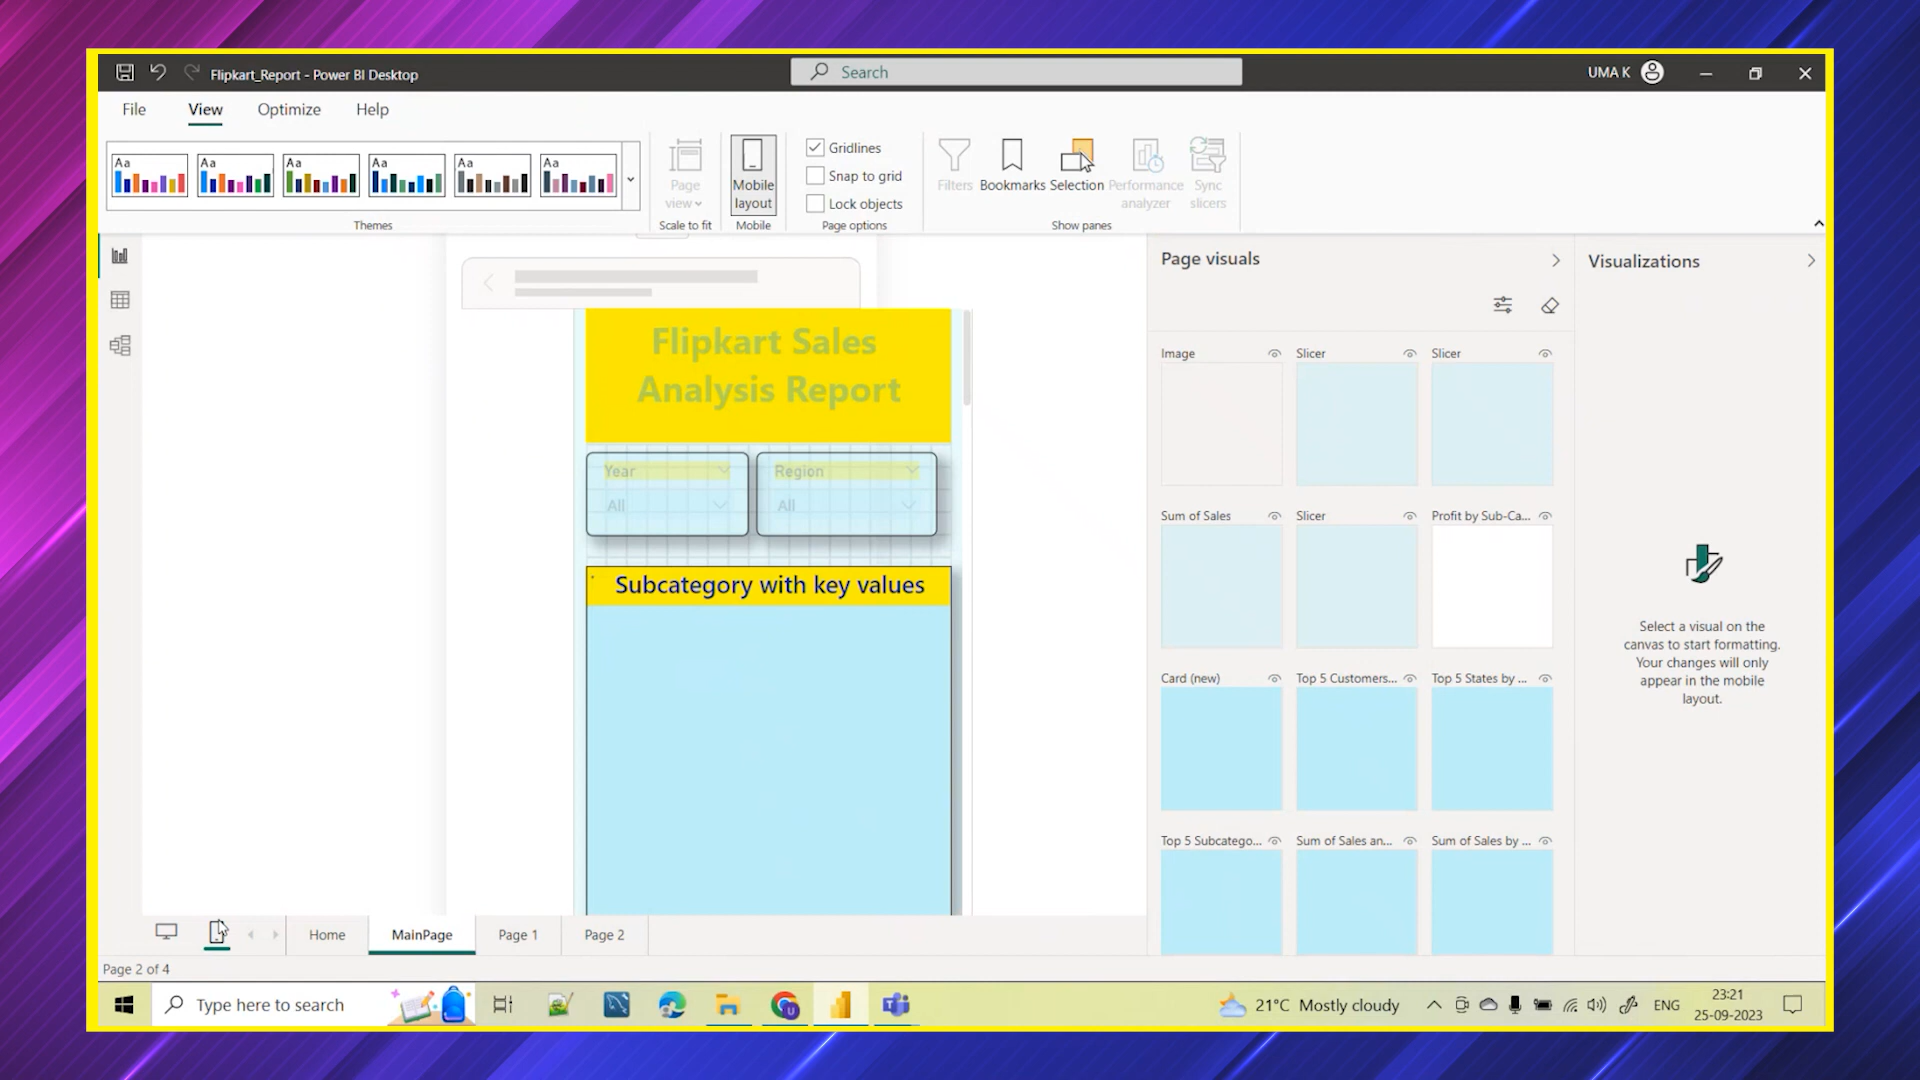 Flipkart_Report - Power BI Desktop
Search
UMA K
File
View
Optimize
Help
Aa
Aa
Aa
Aa
Aa
Aa
Themes
Page
view
Scale to fit
Mobile
layout
Mobile
Gridlines
Snap to grid
Lock objects
Page options
Filters
Bookmarks
Selection
Performance
analyzer
Sync
slicers
Show panes
Flipkart Sales
Analysis Report
Year
All
Region
All
Subcategory with key values
Page visuals
Image
Slicer
Slicer
Sum of Sales
Slicer
Profit by Sub-Ca...
Card (new)
Top 5 Customers...
Top 5 States by ...
Top 5 Subcatego...
Sum of Sales an...
Sum of Sales by ...
Visualizations
Select a visual on the
canvas to start formatting.
Your changes will only
appear in the mobile
layout.
Home
MainPage
Page 1
Page 2
Page 2 of 4
Type here to search
21°C Mostly cloudy
ENG
23:21
25-09-2023